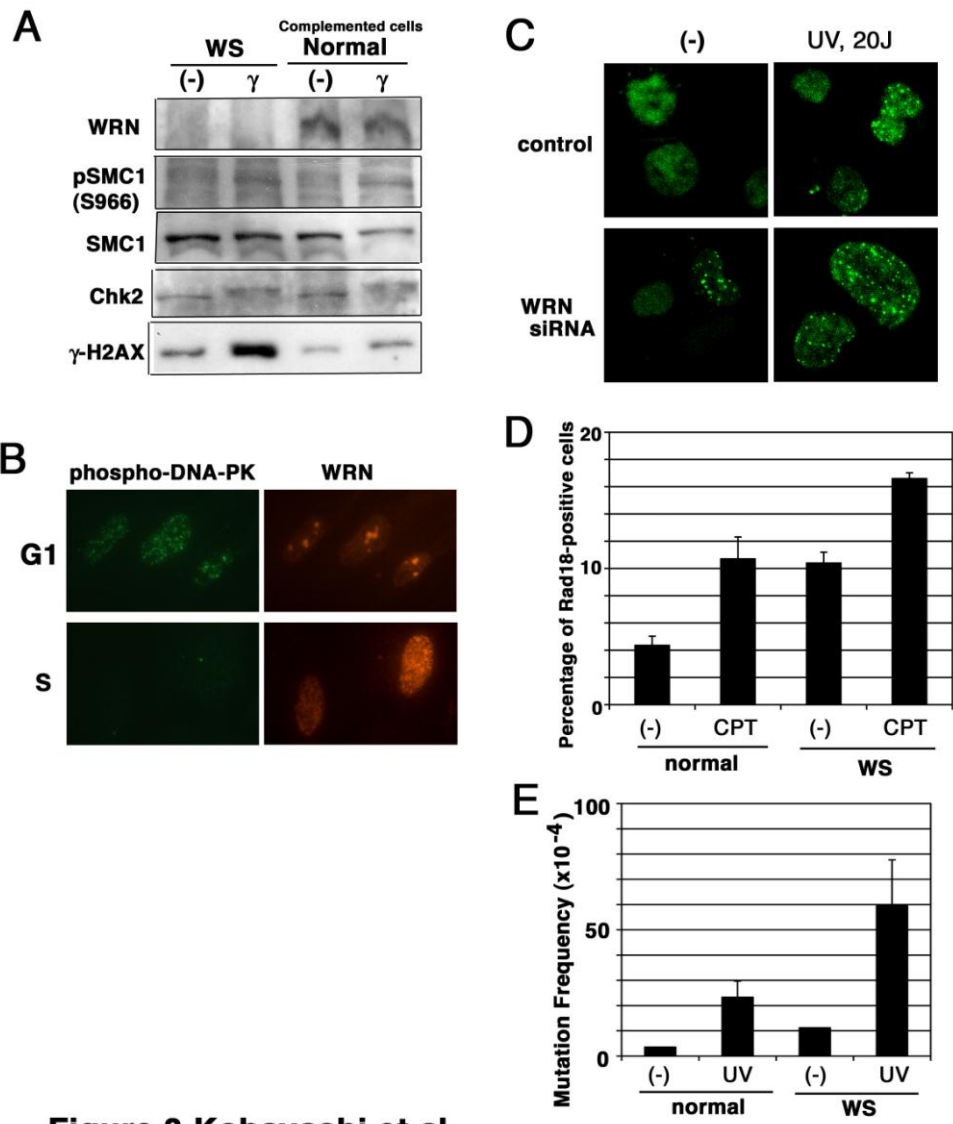 A
Complemented cells
WS Normal
(-) γ (-) γ
WRN
pSMC1
(S966)
SMC1
Chk2
γ-H2AX
B
phospho-DNA-PK WRN
G1
S
C
(-) UV, 20J
control
WRN
siRNA
D
Percentage of Rad18-positive cells
20
10
0
(-) CPT (-) CPT
normal WS
E
Mutation Frequency (x10-4)
100
50
0
(-) UV (-) UV
normal WS